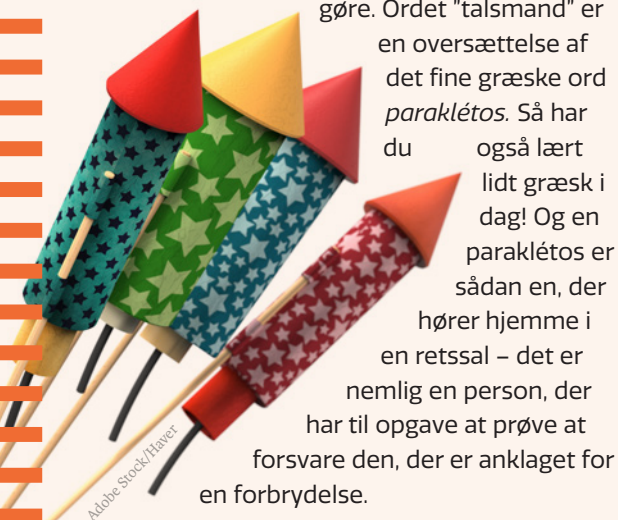 gøre. Ordet "talsmand" er
en oversættelse af
det fine græske ord
paraklétos. Så har
du også lært
lidt græsk i
dag! Og en
paraklétos er
sådan en, der
hører hjemme i
en retssal – det er
nemlig en person, der
har til opgave at prøve at
forsvare den, der er anklaget for
en forbrydelse.
Adobe Stock/Haver